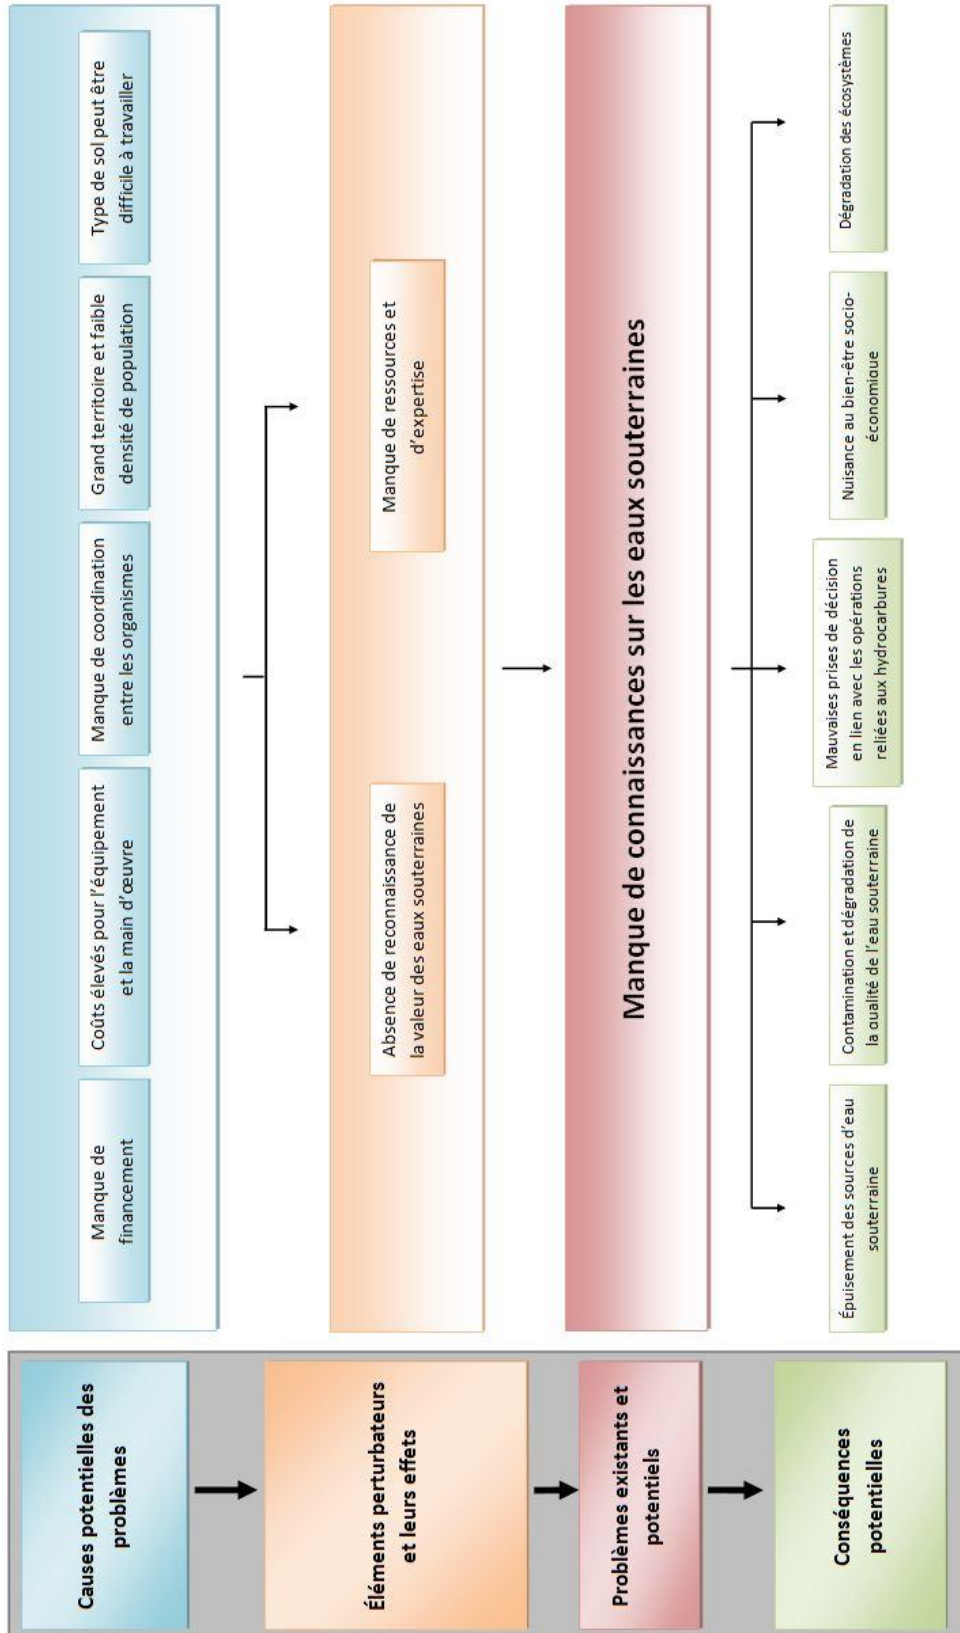 Causes potentielles des
problèmes
Manque de
financement
Coûts élevés pour l'équipement
et la main d'œuvre
Manque de coordination
entre les organismes
Grand territoire et faible
densité de population
Type de sol peut être
difficile à travailler
Éléments perturbateurs
et leurs effets
Absence de reconnaissance de
la valeur des eaux souterraines
Manque de ressources et
d'expertise
Problèmes existants et
potentiels
Manque de connaissances sur les eaux souterraines
Conséquences
potentielles
Épuisement des sources d'eau
souterraine
Contamination et dégradation de
la qualité de l'eau souterraine
Mauvaises prises de décision
en lien avec les opérations
reliées aux hydrocarbures
Nuisance au bien-être socio-
économique
Dégradation des écosystèmes